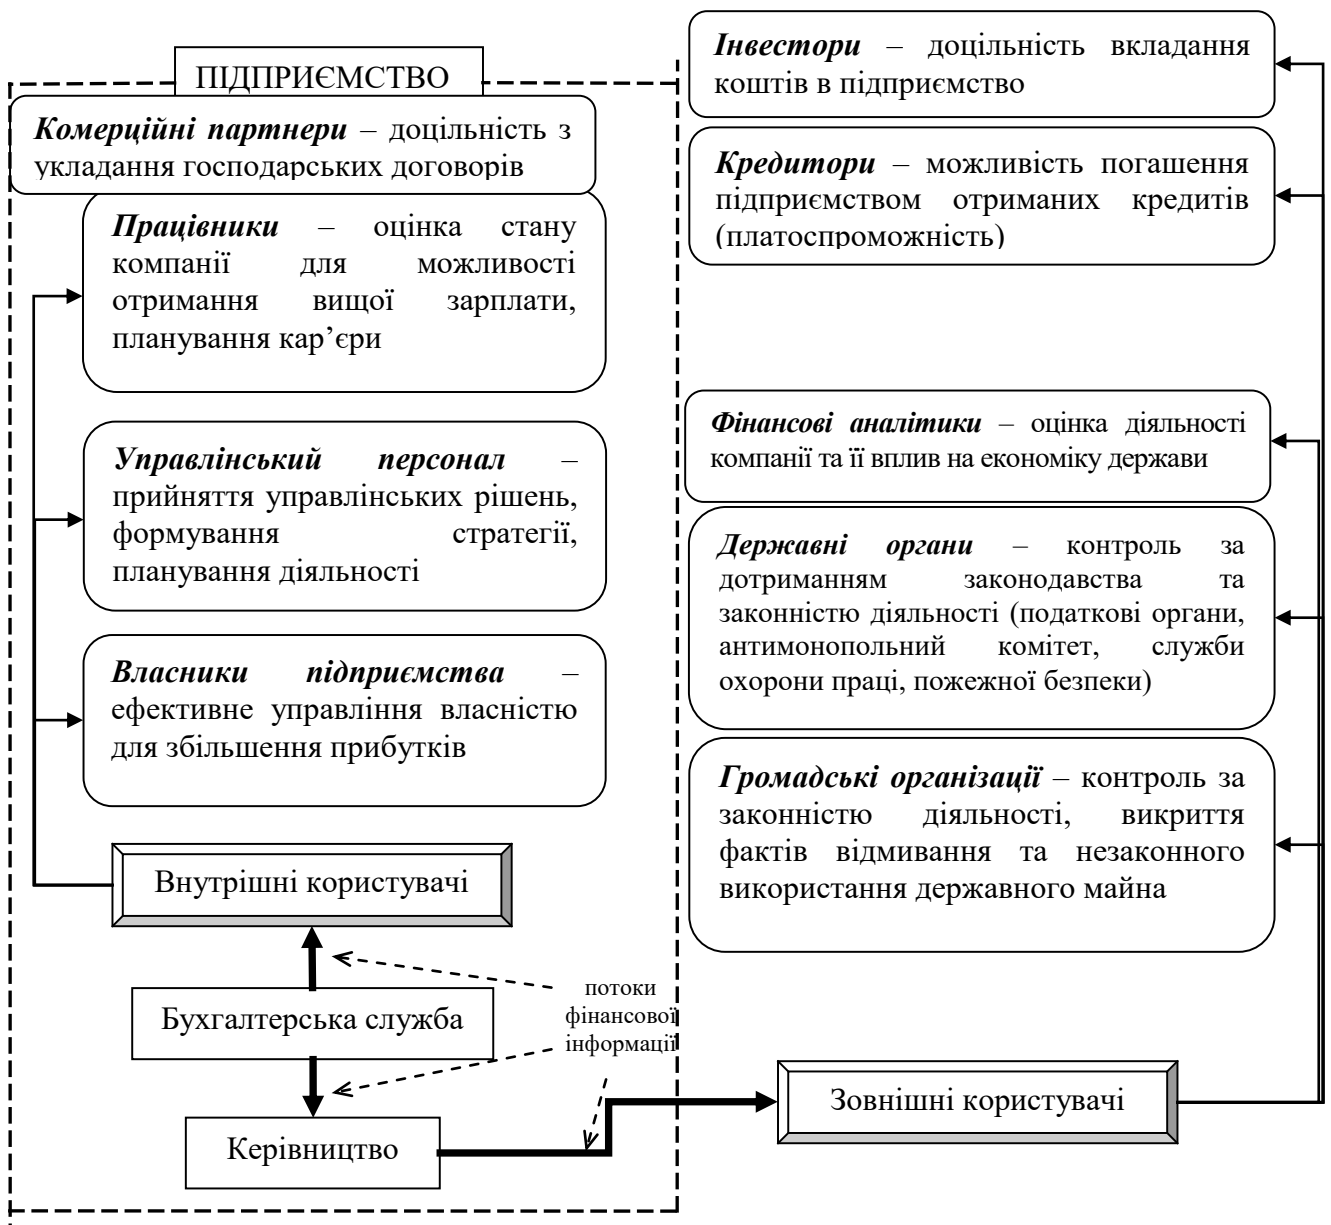 ПІДПРИЄМСТВО
Комерційні партнери – доцільність з
укладання господарських договорів
Працівники – оцінка стану
компанії для можливості
отримання вищої зарплати,
планування кар’єри
Управлінський персонал –
прийняття управлінських рішень,
формування стратегії,
планування діяльності
Власники підприємства –
ефективне управління власністю
для збільшення прибутків
Внутрішні користувачі
Бухгалтерська служба
Керівництво
потоки
фінансової
інформації
Інвестори – доцільність вкладання
коштів в підприємство
Кредитори – можливість погашення
підприємством отриманих кредитів
(платоспроможність)
Фінансові аналітики – оцінка діяльності
компанії та її вплив на економіку держави
Державні органи – контроль за
дотриманням законодавства та
законністю діяльності (податкові органи,
антимонопольний комітет, служби
охорони праці, пожежної безпеки)
Громадські організації – контроль за
законністю діяльності, викриття
фактів відмивання та незаконного
використання державного майна
Зовнішні користувачі